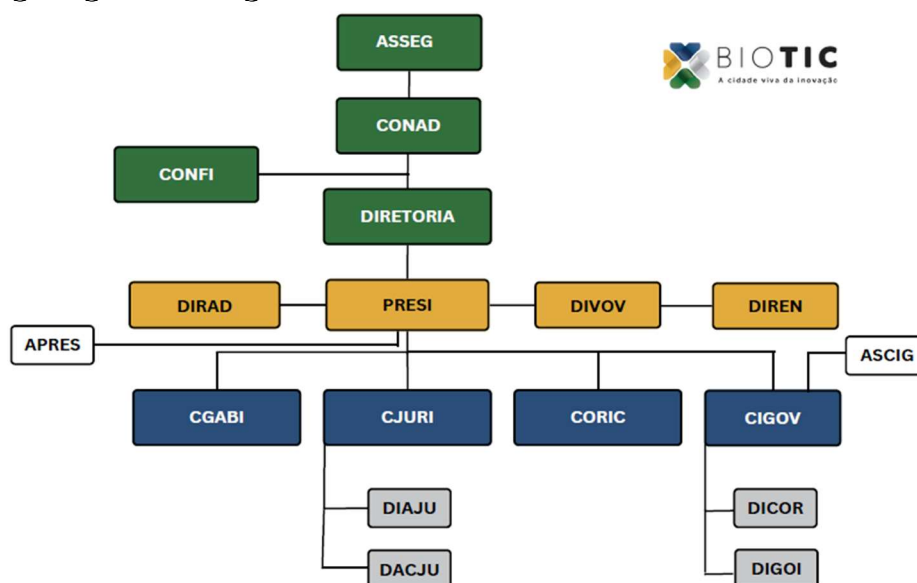 ASSEG
BIOTIC
A cidade viva da inovação
CONAD
CONFI
DIRETORIA
DIRAD
PRESI
DIVOV
DIREN
APRES
ASCIG
CGABI
CJURI
CORIC
CIGOV
DIAJU
DICOR
DACJU
DIGOI